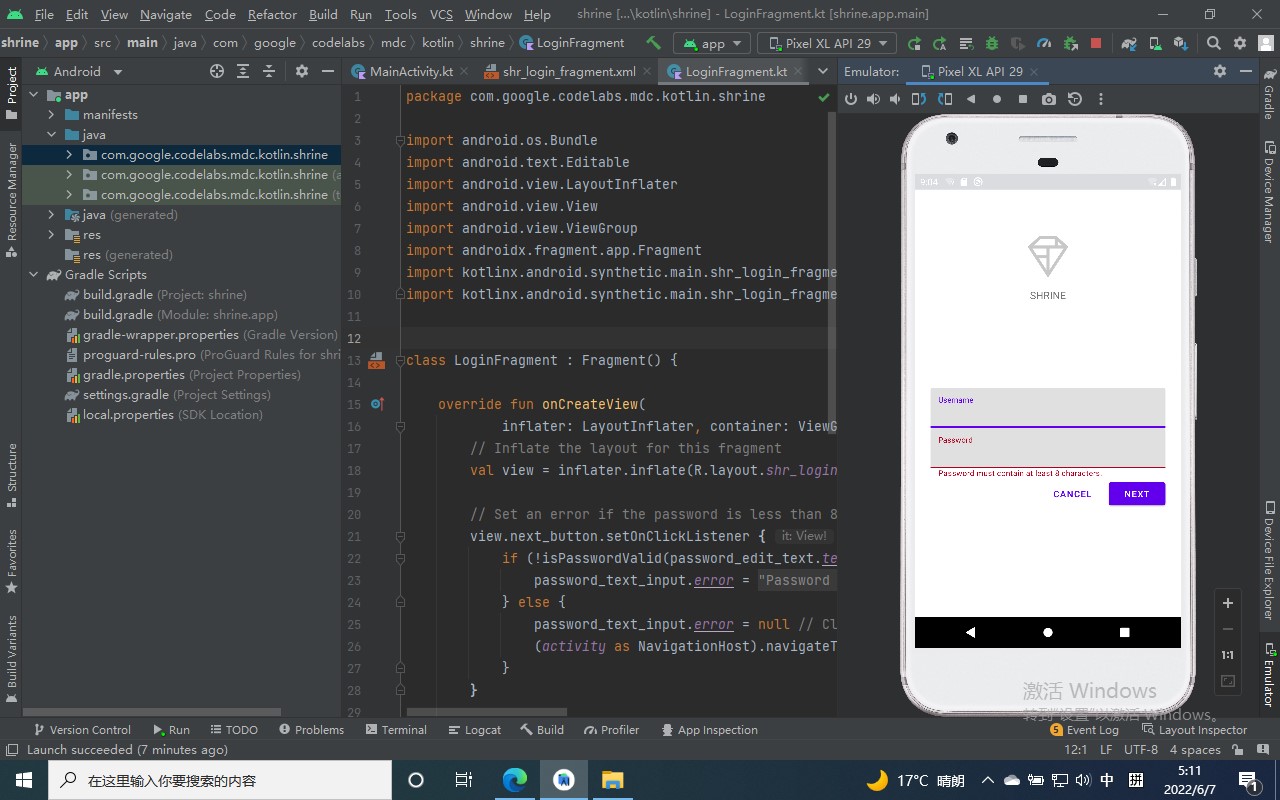 File Edit View Navigate Code Refactor Build Run Tools VCS Window Help shrine [...\kotlin\shrine] - LoginFragment.kt [shrine.app.main]
shrine app src main java com google codelabs mdc kotlin shrine LoginFragment app Pixel XL API 29
Android
MainActivity.kt shr_login_fragment.xml LoginFragment.kt
Emulator: Pixel XL API 29
Project
Resource Manager
Structure
Favorites
Build Variants
app
manifests
java
com.google.codelabs.mdc.kotlin.shrine
com.google.codelabs.mdc.kotlin.shrine (a
com.google.codelabs.mdc.kotlin.shrine (t
java (generated)
res
res (generated)
Gradle Scripts
build.gradle (Project: shrine)
build.gradle (Module: shrine.app)
gradle-wrapper.properties (Gradle Version)
proguard-rules.pro (ProGuard Rules for shri
gradle.properties (Project Properties)
settings.gradle (Project Settings)
local.properties (SDK Location)
1 package com.google.codelabs.mdc.kotlin.shrine
2
3 import android.os.Bundle
4 import android.text.Editable
5 import android.view.LayoutInflater
6 import android.view.View
7 import android.view.ViewGroup
8 import androidx.fragment.app.Fragment
9 import kotlinx.android.synthetic.main.shr_login_fragme
10 import kotlinx.android.synthetic.main.shr_login_fragme
11
12
13 class LoginFragment : Fragment() {
14
15 override fun onCreateView(
16 inflater: LayoutInflater, container: ViewG
17 // Inflate the layout for this fragment
18 val view = inflater.inflate(R.layout.shr_login
19
20 // Set an error if the password is less than 8
21 view.next_button.setOnClickListener { it: View!
22 if (!isPasswordValid(password_edit_text.te
23 password_text_input.error = "Password
24 } else {
25 password_text_input.error = null // Cl
26 (activity as NavigationHost).navigateT
27 }
28 }
29
9:04
SHRINE
Username
Password
Password must contain at least 8 characters.
CANCEL NEXT
1:1
Gradle
Device Manager
Device File Explorer
Emulator
激活 Windows
转到"设置"以激活 Windows。
Version Control Run TODO Problems Terminal Logcat Build Profiler App Inspection 5 Event Log Layout Inspector
Launch succeeded (7 minutes ago) 12:1 LF UTF-8 4 spaces
在这里输入你要搜索的内容
17°C 晴朗 中 拼
5:11
2022/6/7
1